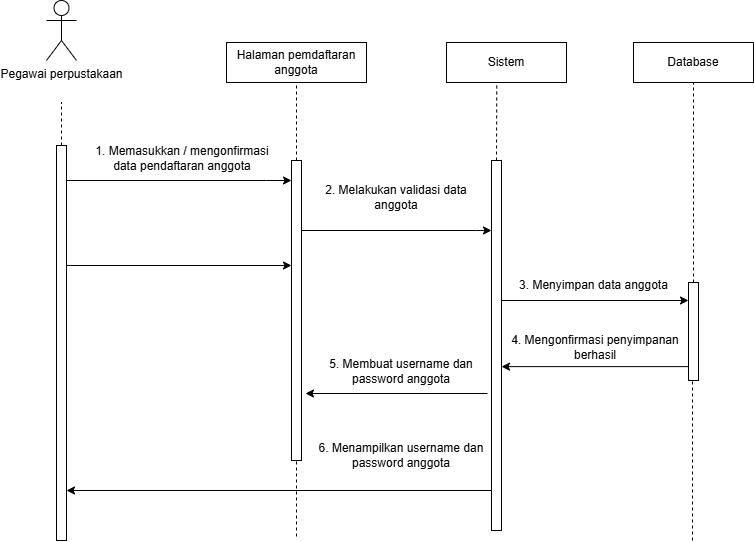 Pegawai perpustakaan
Halaman pemdaftaran
anggota
Sistem
Database
1. Memasukkan / mengonfirmasi
data pendaftaran anggota
2. Melakukan validasi data
anggota
3. Menyimpan data anggota
4. Mengonfirmasi penyimpanan
berhasil
5. Membuat username dan
password anggota
6. Menampilkan username dan
password anggota